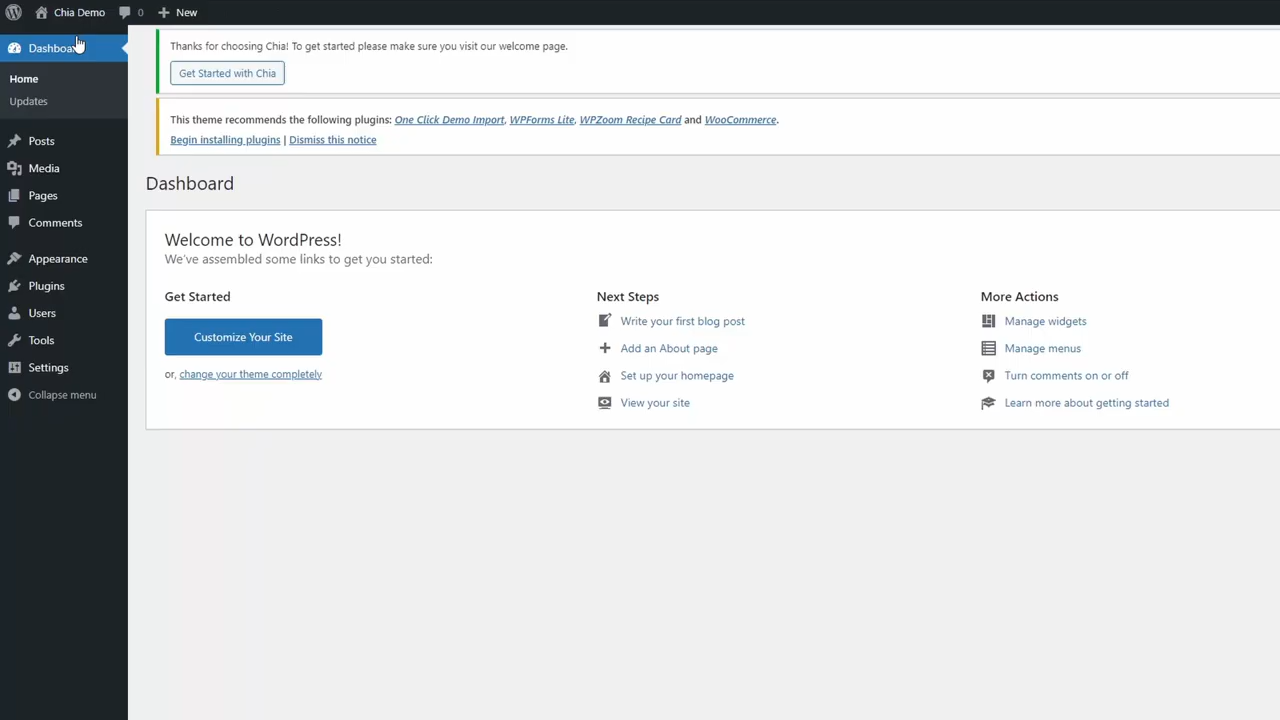 Chia Demo 0 New
Dashboard
Home
Updates
Posts
Media
Pages
Comments
Appearance
Plugins
Users
Tools
Settings
Collapse menu
Thanks for choosing Chia! To get started please make sure you visit our welcome page.
Get Started with Chia
This theme recommends the following plugins: One Click Demo Import, WPForms Lite, WPZoom Recipe Card and WooCommerce.
Begin installing plugins | Dismiss this notice
Dashboard
Welcome to WordPress!
We've assembled some links to get you started:
Get Started
Customize Your Site
or, change your theme completely
Next Steps
Write your first blog post
Add an About page
Set up your homepage
View your site
More Actions
Manage widgets
Manage menus
Turn comments on or off
Learn more about getting started